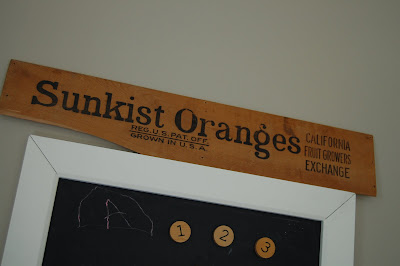 Sunkist Oranges
REG. U.S. PAT. OFF
GROWN IN U.S.A.
CALIFORNIA
FRUIT GROWERS
EXCHANGE
A
1 2 3